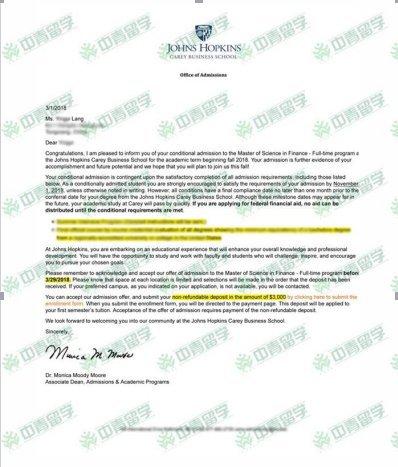 JOHNS HOPKINS
CAREY BUSINESS SCHOOL
Office of Admissions
3/1/2018
Ms. Lang
Dear
Congratulations, I am pleased to inform you of your conditional admission to the Master of Science in Finance - Full-time program a
the Johns Hopkins Carey Business School for the academic term beginning fall 2018. Your admission is further evidence of your
accomplishment and future potential and we hope that you will plan to join us this fall!
Your conditional admission is contingent upon the satisfactory completion of all admission requirements, including those listed
below. As a conditionally admitted student you are strongly encouraged to satisfy the requirements of your admission by November
1, 2018, unless otherwise noted in writing. However, all conditions have a final compliance date no later than one month prior to the
conferral date for your degree from the Johns Hopkins Carey Business School. Although these milestone dates may appear far in
the future, your academic study at Carey will pass by quickly. If you are applying for federal financial aid, no aid can be
distributed until the conditional requirements are met.
At Johns Hopkins, you are embarking on an educational experience that will enhance your overall knowledge and professional
development. You will have the opportunity to study and work with faculty and students who will challenge, inspire, and encourage
you to pursue your chosen goals.
Please remember to acknowledge and accept our offer of admission to the Master of Science in Finance - Full-time program before
3/29/2018. Please know that space at each location is limited and selections will be made in the order that the deposit has been
received. If your preferred campus, as you indicated on your application, is not available, you will be contacted.
You can accept our admission offer, and submit your non-refundable deposit in the amount of $3,000 by clicking here to submit the
enrollment form. When you submit the enrollment form, you will be directed to the payment page. This deposit will be applied to
your first semester's tuition. Acceptance of the offer of admission requires payment of the non-refundable deposit.
We look forward to welcoming you into our community at the Johns Hopkins Carey Business School.
Sincerely,
Monica M. Moore
Dr. Monica Moody Moore
Associate Dean, Admissions & Academic Programs
中青留学